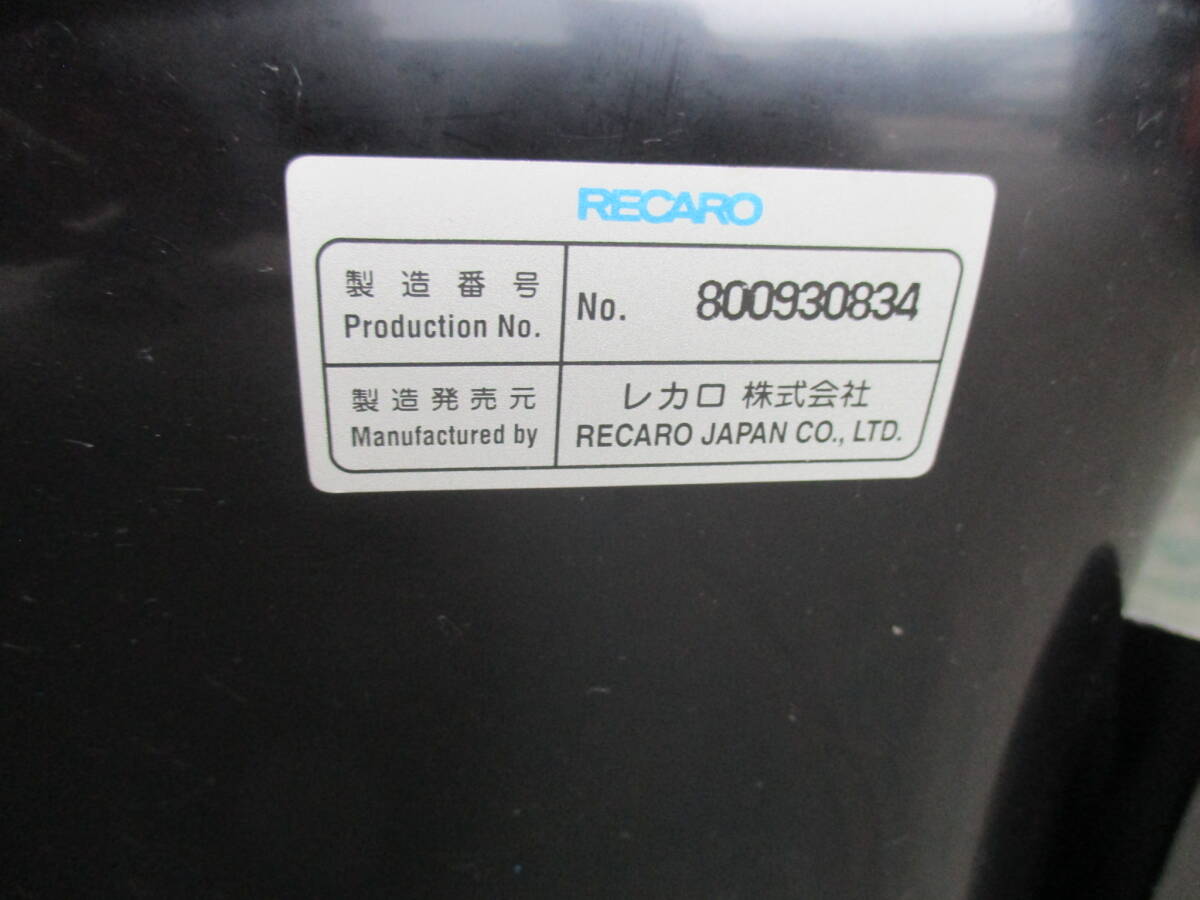 RECARO
製造番号
Production No.
No. 800930834
製造発売元
Manufactured by
レカロ 株式会社
RECARO JAPAN CO., LTD.